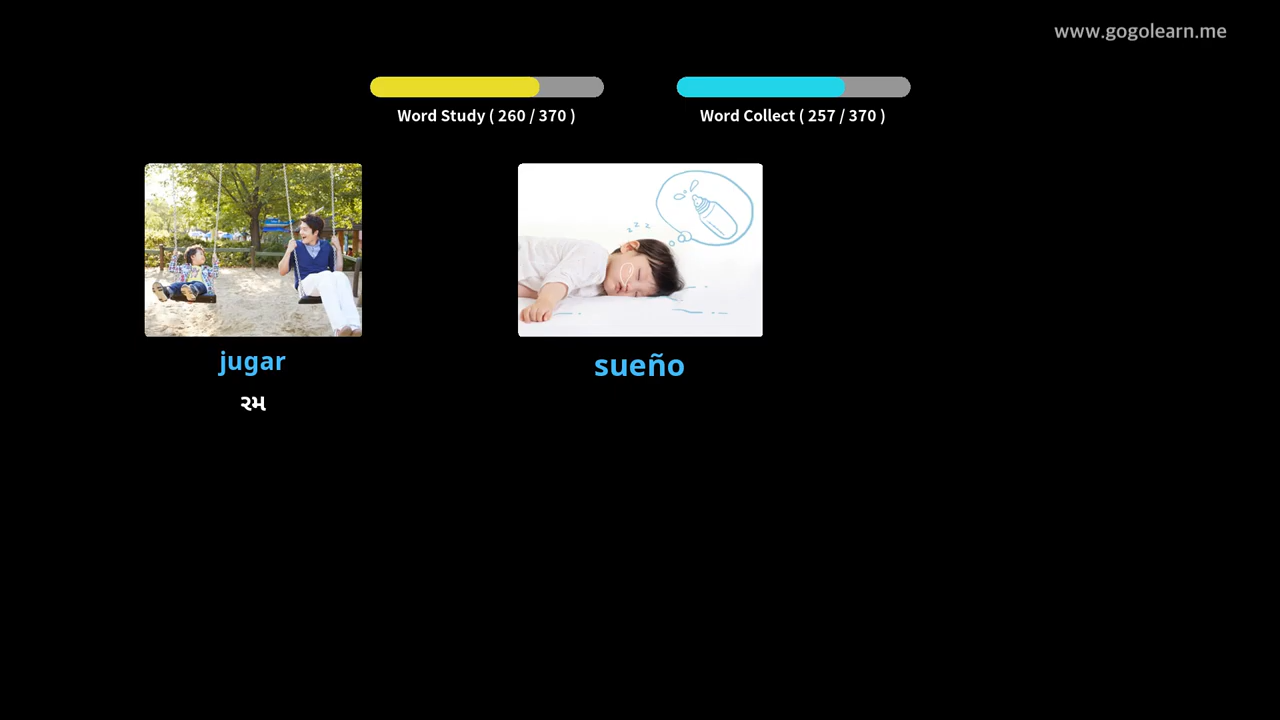 www.gogolearn.me
Word Study ( 260 / 370 )
Word Collect ( 257 / 370 )
jugar
રમ
sueño
z z z